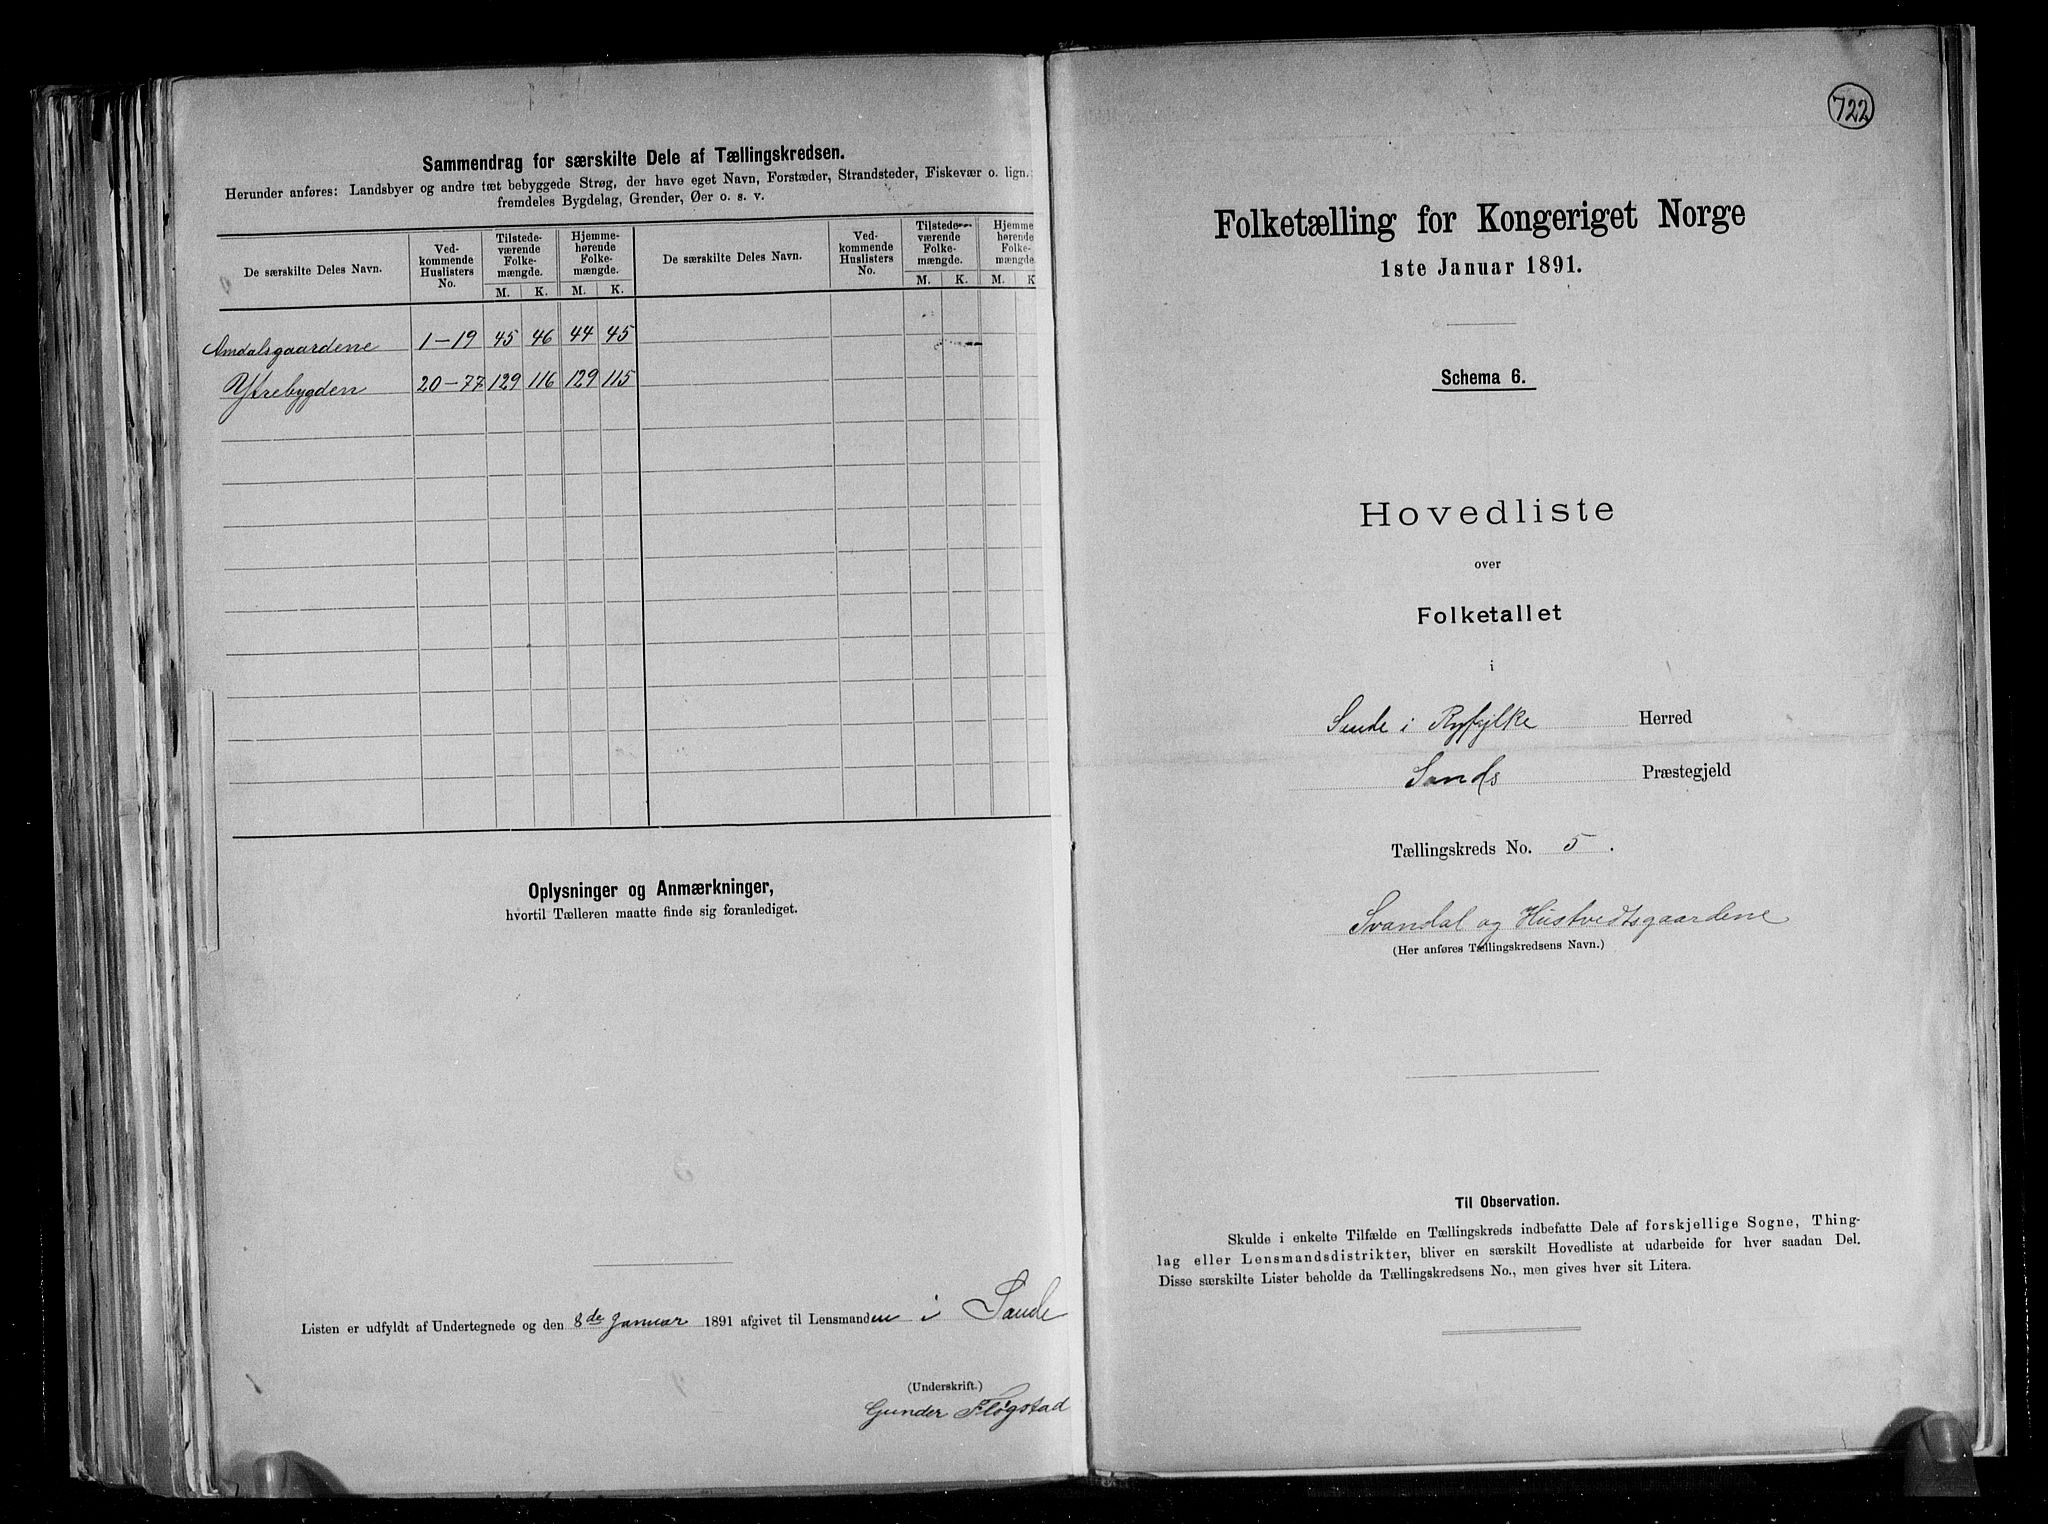 Sammendrag for særskilte Dele af Tællingskredsen.
Herunder anføres: Landsbyer og andre tæt bebyggede Strøg, der have eget Navn, Forstæder, Strandsteder, Fiskevær o. lign.
fremdeles Bygdelag, Grender, Øer o. s. v.
De særskilte Deles Navn. Ved-kommende Huslisters No. Tilstede-værende Folke-mængde. Hjemme-hørende Folke-mængde. De særskilte Deles Navn. Ved-kommende Huslisters No. Tilstede-værende Folke-mængde. Hjemme-hørende Folke-mængde.
M. K. M. K. M. K. M. K
Amdalsgaardene 1-19 45 46 44 45
Ytrebygden 20-77 129 116 129 115
Oplysninger og Anmærkninger,
hvortil Tælleren maatte finde sig foranlediget.
Listen er udfyldt af Undertegnede og den 8de Januar 1891 afgivet til Lensmanden i Sande
(Underskrift.)
Gunder Fløgstad
722
Folketælling for Kongeriget Norge
1ste Januar 1891.
Schema 6.
Hovedliste
over
Folketallet
i
Sande i Ryfylke Herred
Sands Præstegjeld
Tællingskreds No. 5.
Svandal og Hustvedtsgaardene
(Her anføres Tællingskredsens Navn.)
Til Observation.
Skulde i enkelte Tilfælde en Tællingskreds indbefatte Dele af forskjellige Sogne, Thing-
lag eller Lensmandsdistrikter, bliver en særskilt Hovedliste at udarbeide for hver saadan Del.
Disse særskilte Lister beholde da Tællingskredsens No., men gives hver sit Litera.